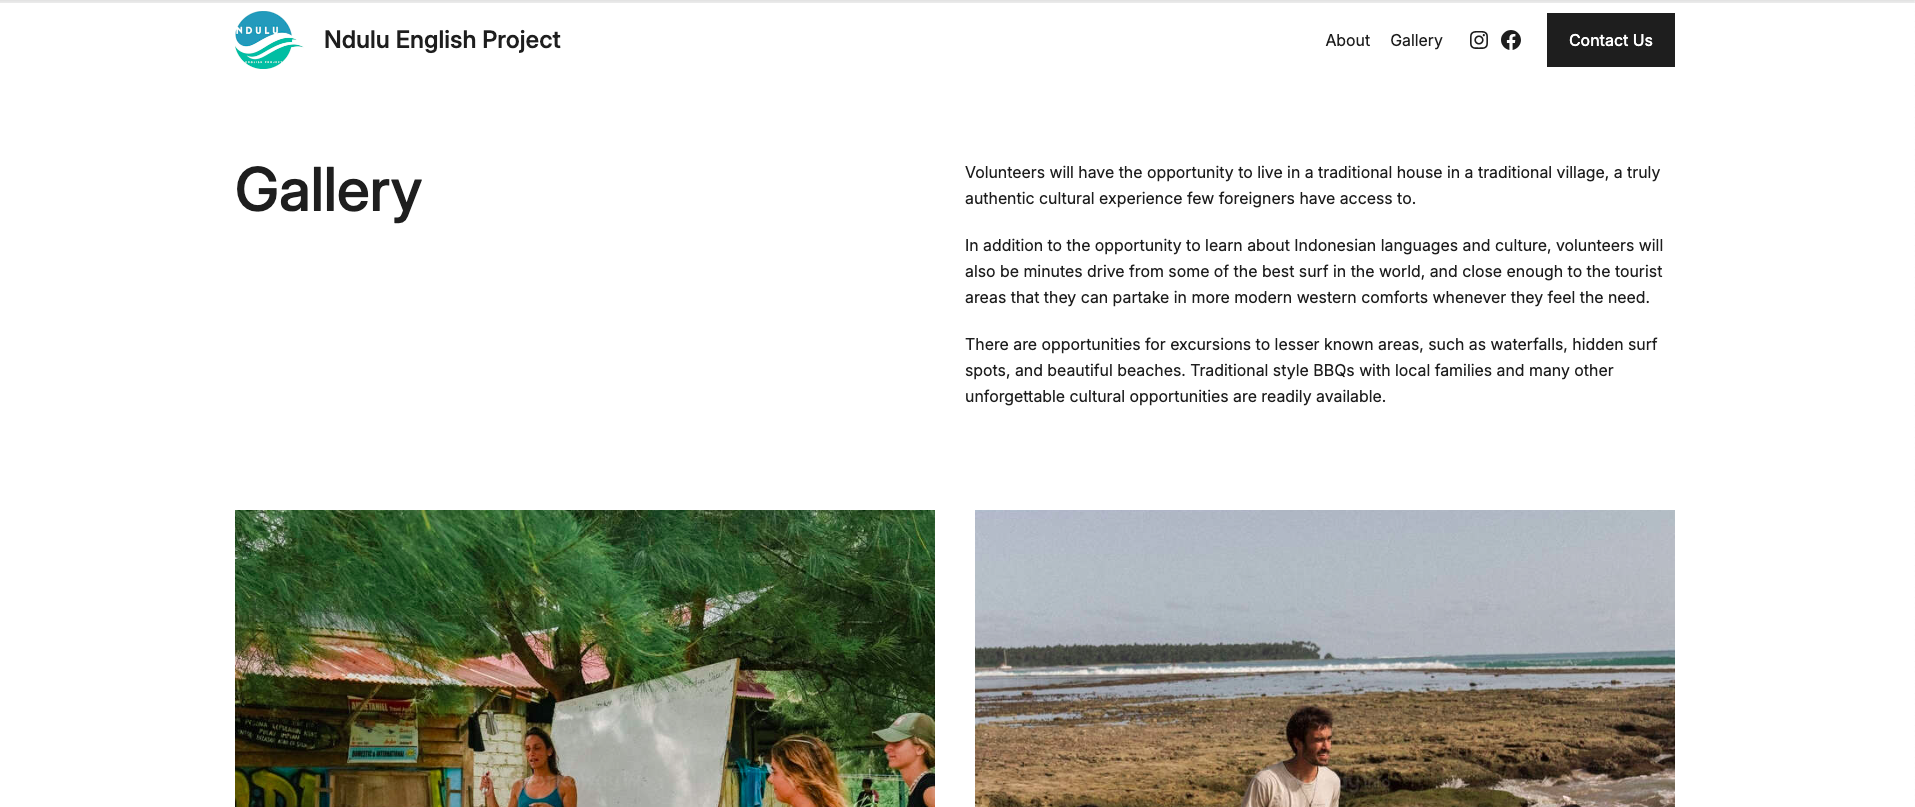 NDULU
Ndulu English Project
About
Gallery
Contact Us
Gallery
Volunteers will have the opportunity to live in a traditional house in a traditional village, a truly
authentic cultural experience few foreigners have access to.
In addition to the opportunity to learn about Indonesian languages and culture, volunteers will
also be minutes drive from some of the best surf in the world, and close enough to the tourist
areas that they can partake in more modern western comforts whenever they feel the need.
There are opportunities for excursions to lesser known areas, such as waterfalls, hidden surf
spots, and beautiful beaches. Traditional style BBQs with local families and many other
unforgettable cultural opportunities are readily available.